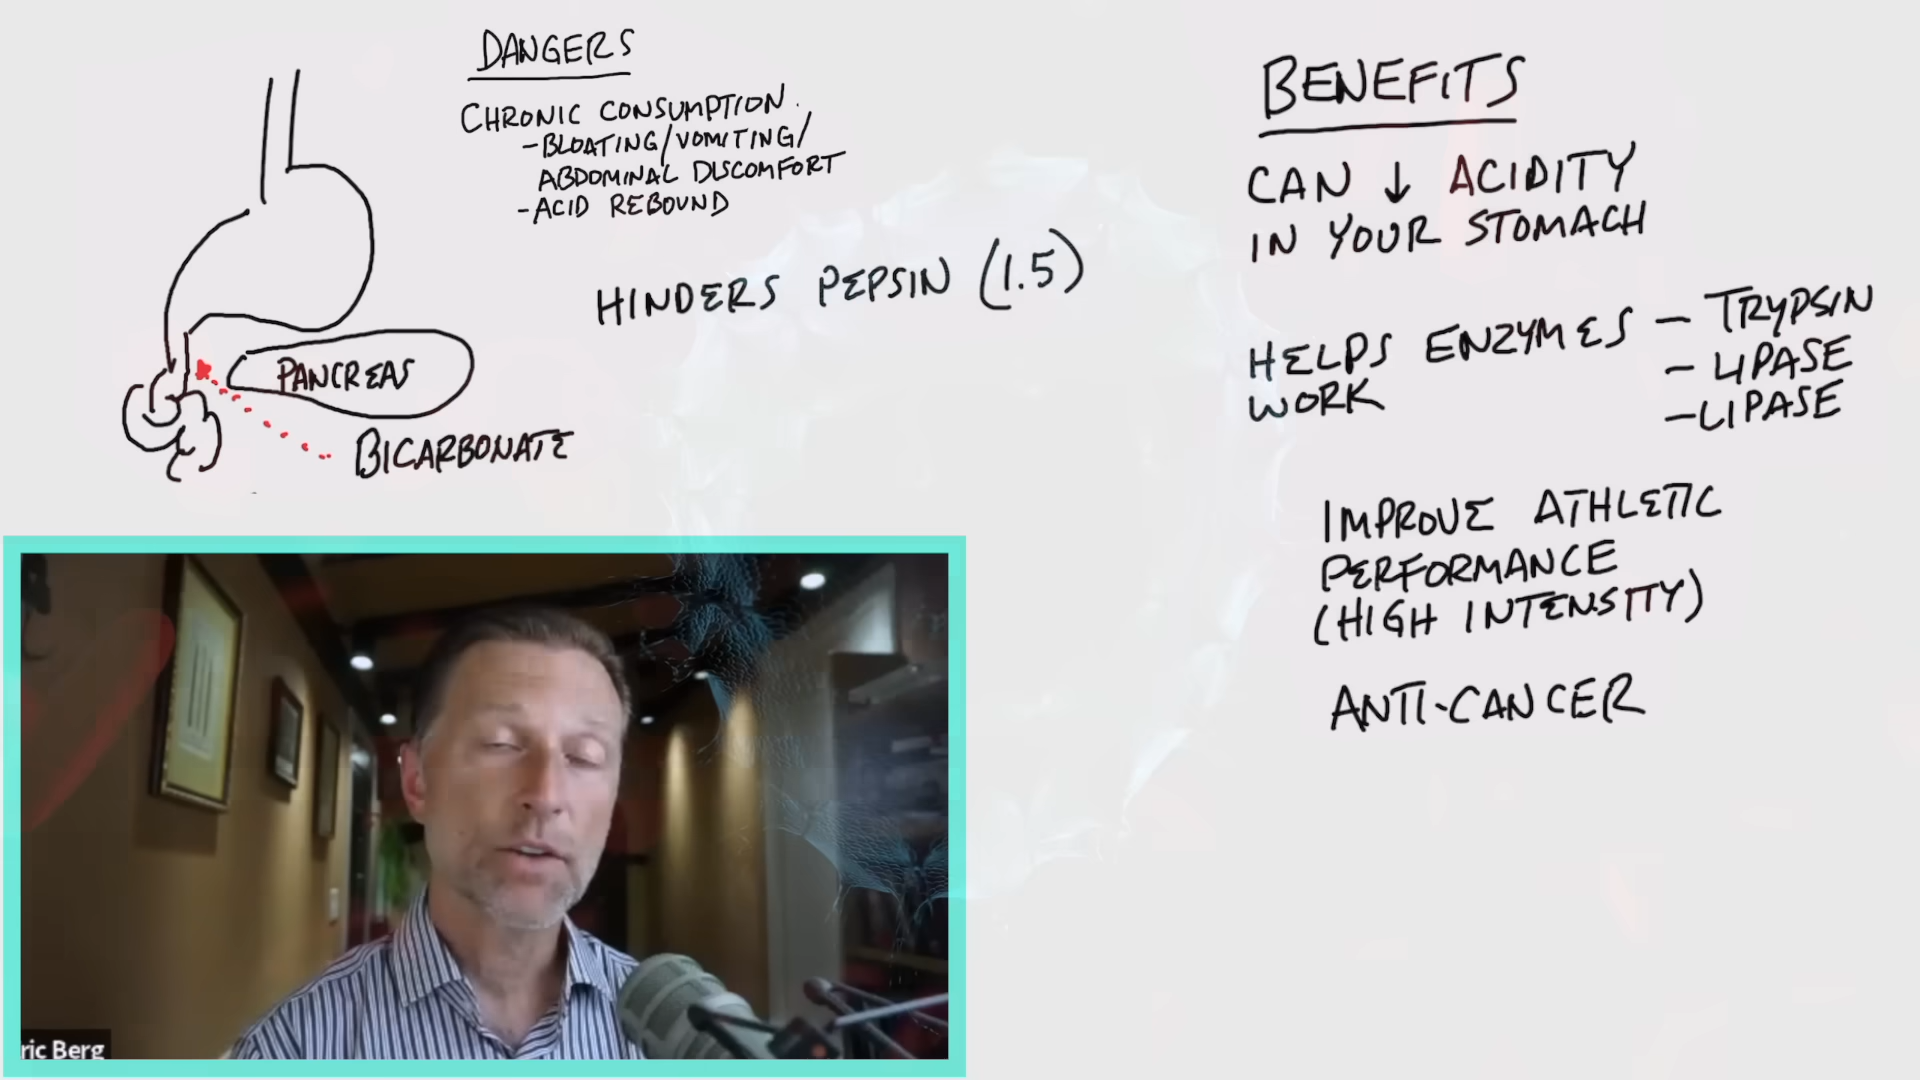 DANGERS
CHRONIC CONSUMPTION.
-BLOATING/VOMITING/
ABDOMINAL DISCOMFORT
-ACID REBOUND
HINDERS PEPSIN (1.5)
PANCREAS
BICARBONATE
BENEFITS
CAN ↓ ACIDITY
IN YOUR STOMACH
HELPS ENZYMES - TRYPSIN
WORK
- LIPASE
-LIPASE
IMPROVE ATHLETIC
PERFORMANCE
(HIGH INTENSITY)
ANTI-CANCER
ric Berg